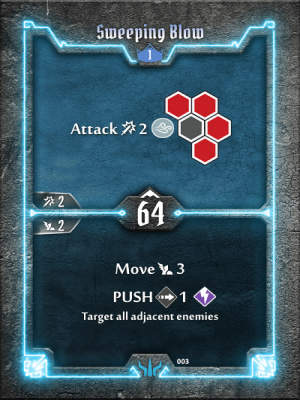 Sweeping Blow
1
Attack 2
2
64
2
Move 3
PUSH 1
Target all adjacent enemies
003